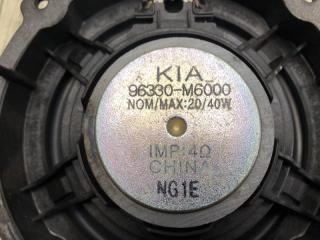 KIA
96330-M6000
NOM/MAX:20/40W
IMP:4Ω
CHINA
NG1E